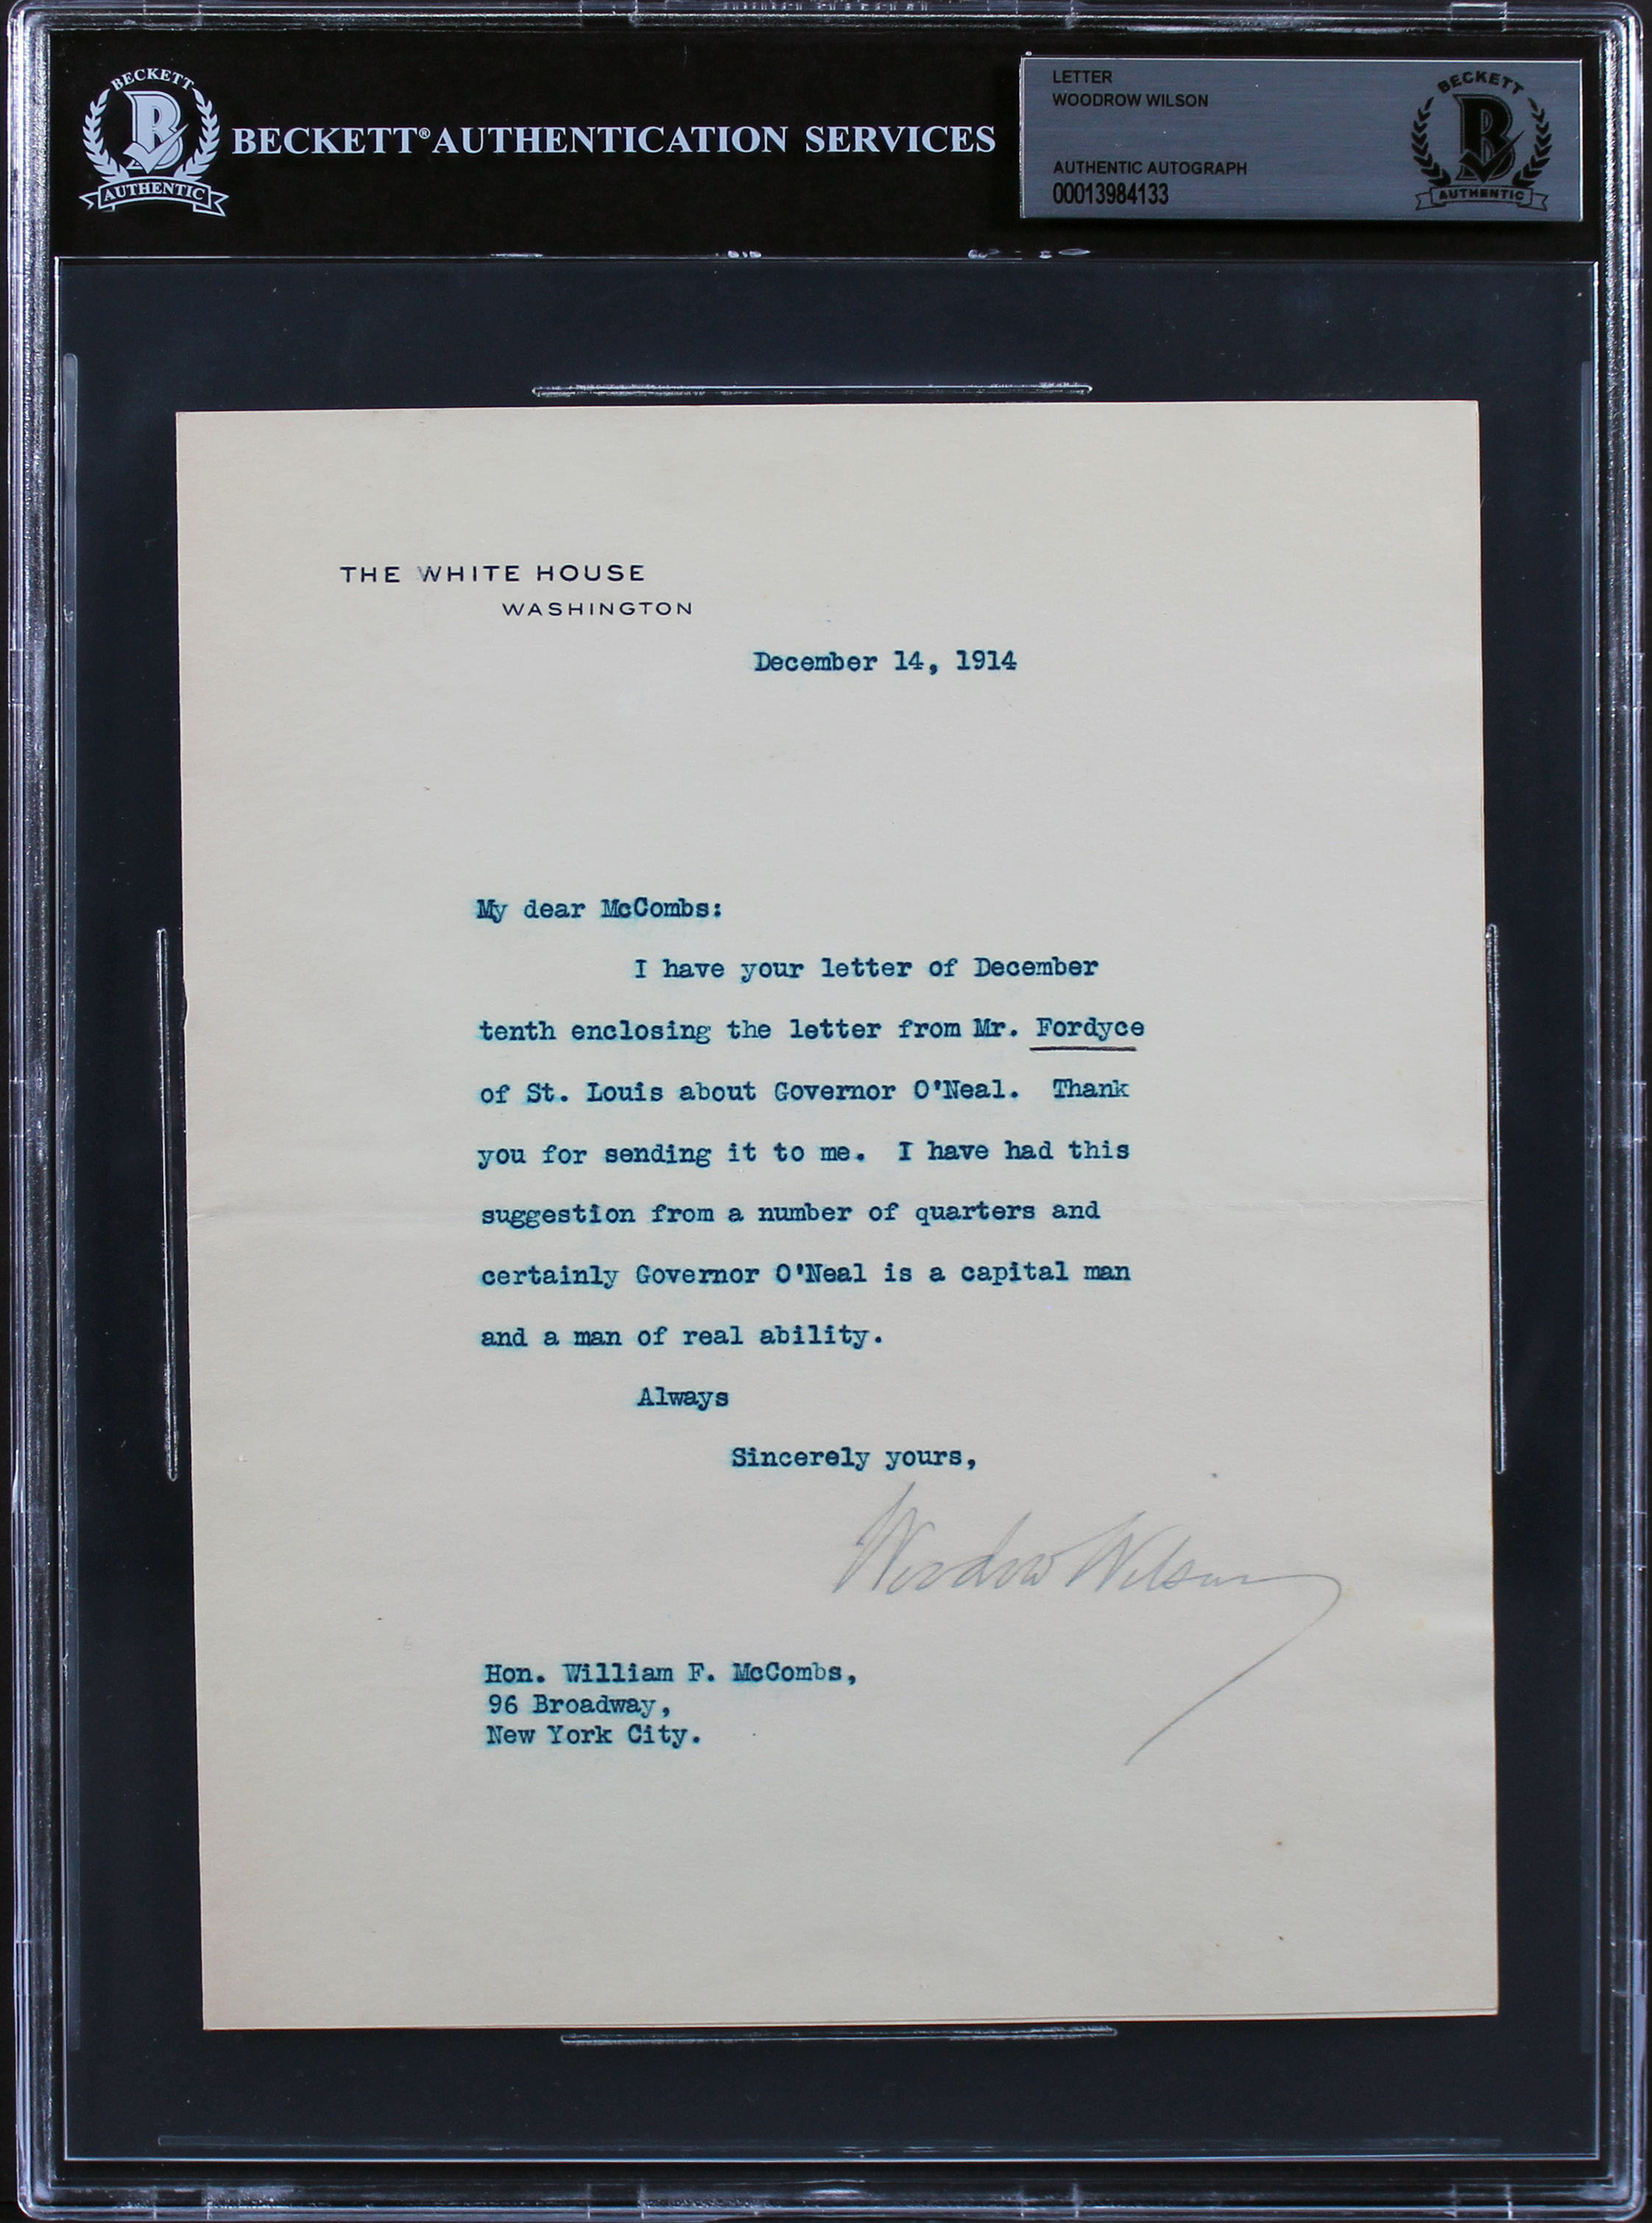 BECKETT
AUTHENTIC
BECKETT® AUTHENTICATION SERVICES
LETTER
WOODROW WILSON
AUTHENTIC AUTOGRAPH
00013984133
BECKETT
AUTHENTIC
THE WHITE HOUSE
WASHINGTON
December 14, 1914
My dear McCombs:
I have your letter of December
tenth enclosing the letter from Mr. Fordyce
of St. Louis about Governor O'Neal. Thank
you for sending it to me. I have had this
suggestion from a number of quarters and
certainly Governor O'Neal is a capital man
and a man of real ability.
Always
Sincerely yours,
Woodrow Wilson
Hon. William F. McCombs,
96 Broadway,
New York City.